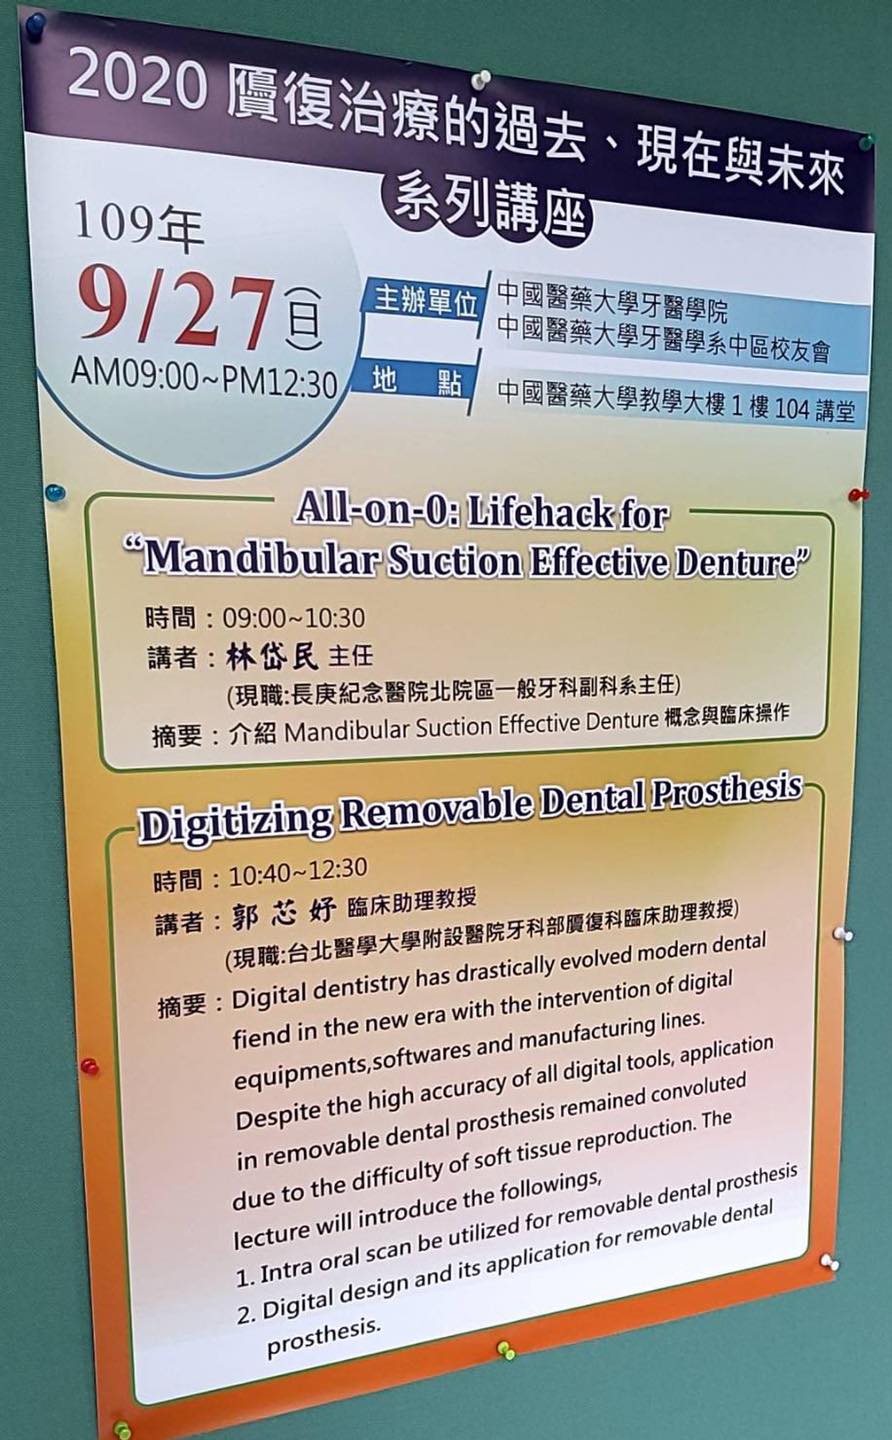 2020 贗復治療的過去、現在與未來
系列講座
109年
9/27(日)
AM09:00~PM12:30
主辦單位
中國醫藥大學牙醫學院
中國醫藥大學牙醫學系中區校友會
地 點
中國醫藥大學教學大樓 1 樓 104 講堂
All-on-0: Lifehack for
“Mandibular Suction Effective Denture”
時間：09:00~10:30
講者：林岱民 主任
(現職:長庚紀念醫院北院區一般牙科副科系主任)
摘要：介紹 Mandibular Suction Effective Denture 概念與臨床操作
Digitizing Removable Dental Prosthesis
時間：10:40~12:30
講者：郭芯妤 臨床助理教授
(現職:台北醫學大學附設醫院牙科部贗復科臨床助理教授)
摘要：Digital dentistry has drastically evolved modern dental
fiend in the new era with the intervention of digital
equipments,softwares and manufacturing lines.
Despite the high accuracy of all digital tools, application
in removable dental prosthesis remained convoluted
due to the difficulty of soft tissue reproduction. The
lecture will introduce the followings,
1. Intra oral scan be utilized for removable dental prosthesis
2. Digital design and its application for removable dental
prosthesis.